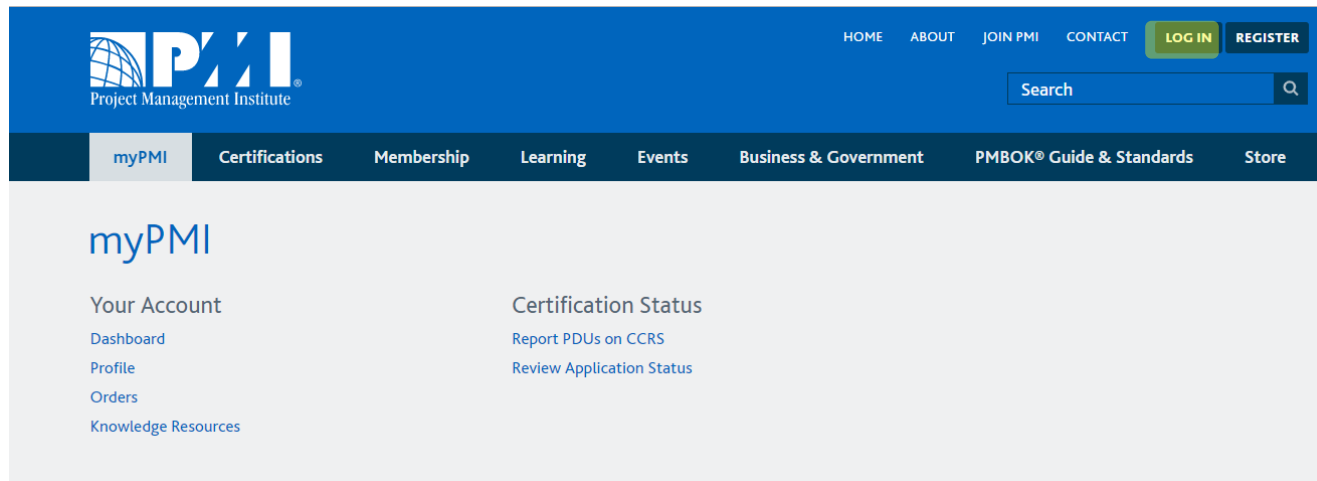 HOME ABOUT JOIN PMI CONTACT LOG IN REGISTER
PMI®
Project Management Institute
Search
myPMI Certifications Membership Learning Events Business & Government PMBOK® Guide & Standards Store
myPMI
Your Account
Dashboard
Profile
Orders
Knowledge Resources
Certification Status
Report PDUs on CCRS
Review Application Status